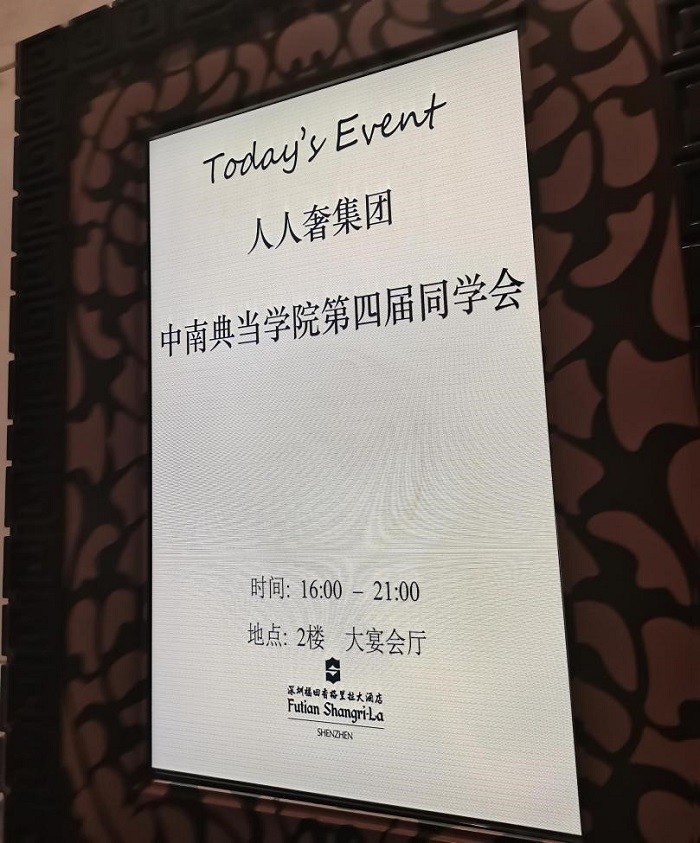 Today's Event
人人奢集团
中南典当学院第四届同学会
时间: 16:00 – 21:00
地点: 2楼 大宴会厅
深圳福田香格里拉大酒店
Futian Shangri-La
SHENZHEN